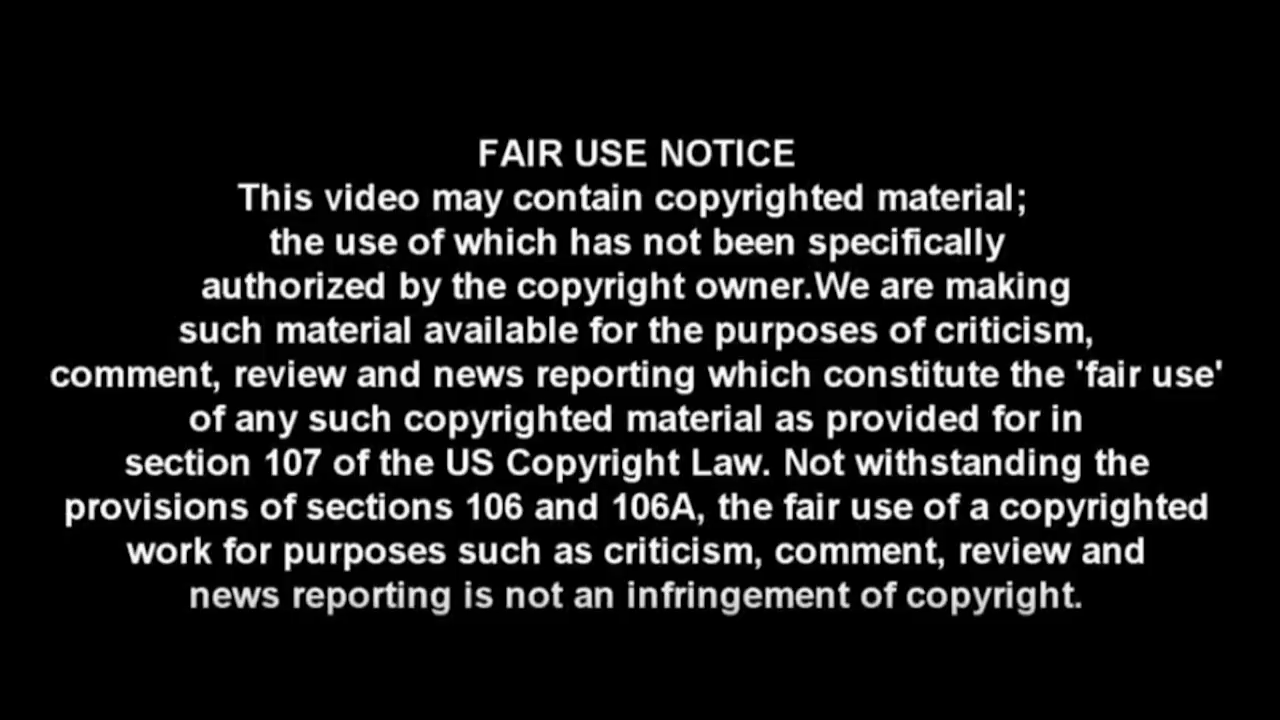 FAIR USE NOTICE
This video may contain copyrighted material;
the use of which has not been specifically
authorized by the copyright owner.We are making
such material available for the purposes of criticism,
comment, review and news reporting which constitute the 'fair use'
of any such copyrighted material as provided for in
section 107 of the US Copyright Law. Not withstanding the
provisions of sections 106 and 106A, the fair use of a copyrighted
work for purposes such as criticism, comment, review and
news reporting is not an infringement of copyright.